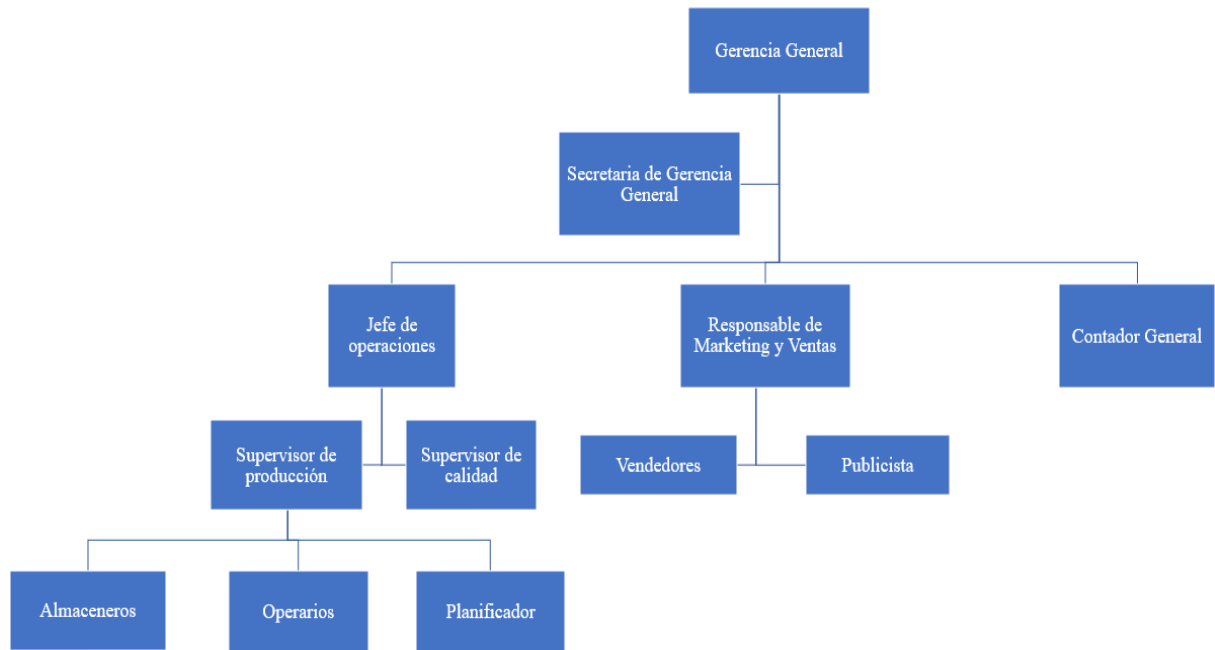 Gerencia General
Secretaria de Gerencia
General
Jefe de
operaciones
Responsable de
Marketing y Ventas
Contador General
Supervisor de
producción
Supervisor de
calidad
Vendedores
Publicista
Almaceneros
Operarios
Planificador